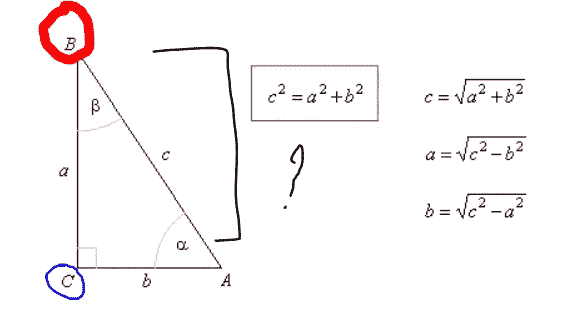 B
β
c² = a² + b²
c = √(a² + b²)
a
c
a = √(c² − b²)
?
b = √(c² − a²)
α
C
b
A